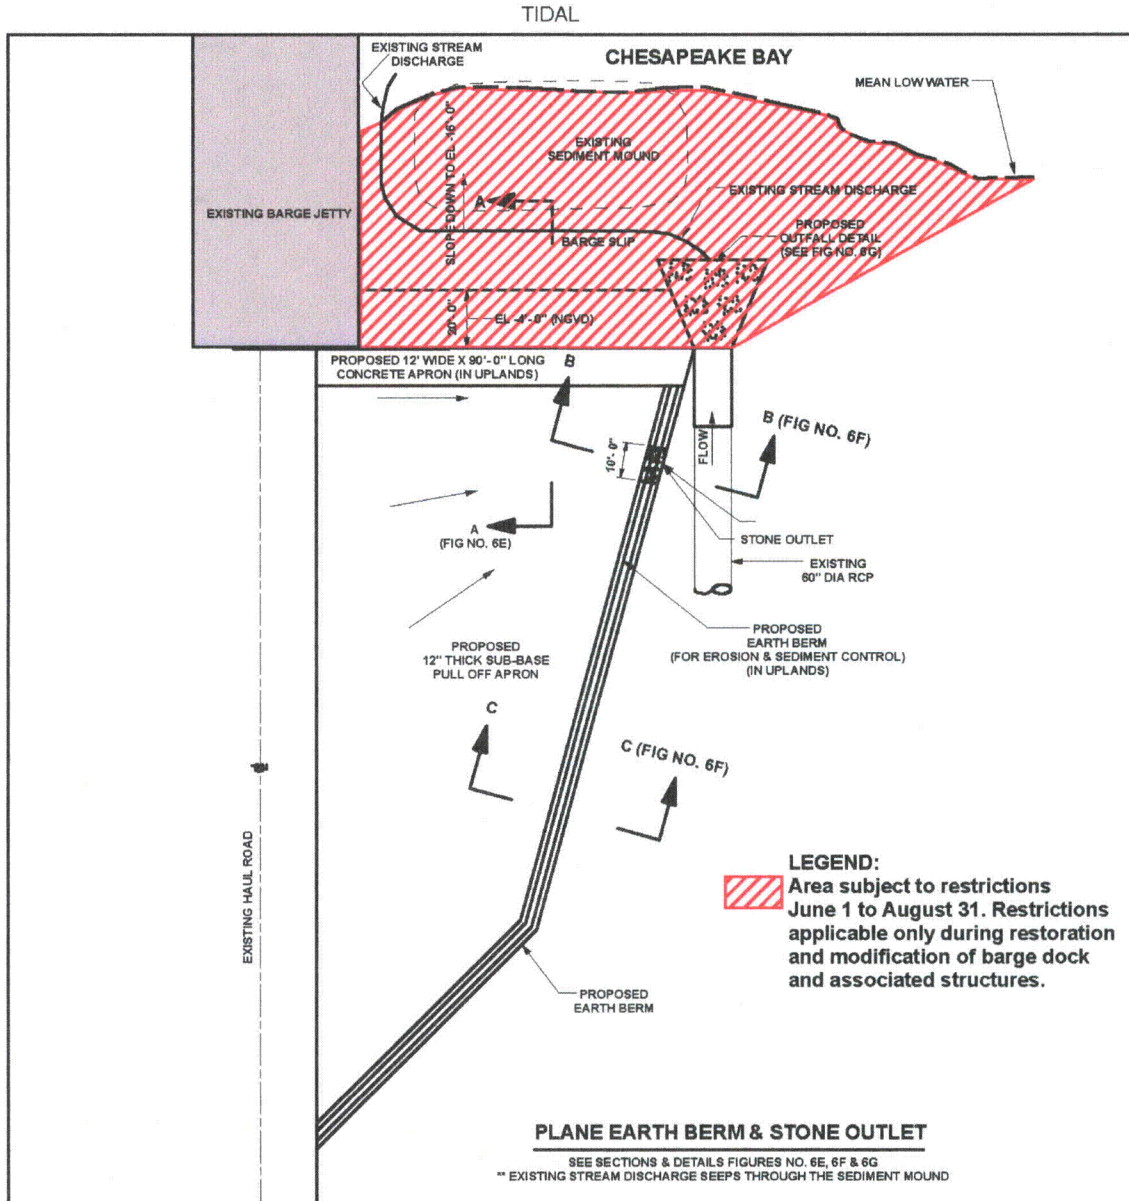 TIDAL
EXISTING STREAM
DISCHARGE
CHESAPEAKE BAY
MEAN LOW WATER
EXISTING
SEDIMENT MOUND
SLOPE DOWN TO EL -16'- 0"
EXISTING BARGE JETTY
A
EXISTING STREAM DISCHARGE
BARGE SLIP
PROPOSED
OUTFALL DETAIL
(SEE FIG NO. 6G)
20'- 0"
EL -4'- 0" (NGVD)
PROPOSED 12' WIDE X 90'- 0" LONG
CONCRETE APRON (IN UPLANDS)
B
B (FIG NO. 6F)
FLOW
10'- 0"
A
(FIG NO. 6E)
STONE OUTLET
EXISTING
60" DIA RCP
PROPOSED
EARTH BERM
(FOR EROSION & SEDIMENT CONTROL)
(IN UPLANDS)
PROPOSED
12" THICK SUB-BASE
PULL OFF APRON
C
C (FIG NO. 6F)
EXISTING HAUL ROAD
LEGEND:
Area subject to restrictions
June 1 to August 31. Restrictions
applicable only during restoration
and modification of barge dock
and associated structures.
PROPOSED
EARTH BERM
PLANE EARTH BERM & STONE OUTLET
SEE SECTIONS & DETAILS FIGURES NO. 6E, 6F & 6G
** EXISTING STREAM DISCHARGE SEEPS THROUGH THE SEDIMENT MOUND